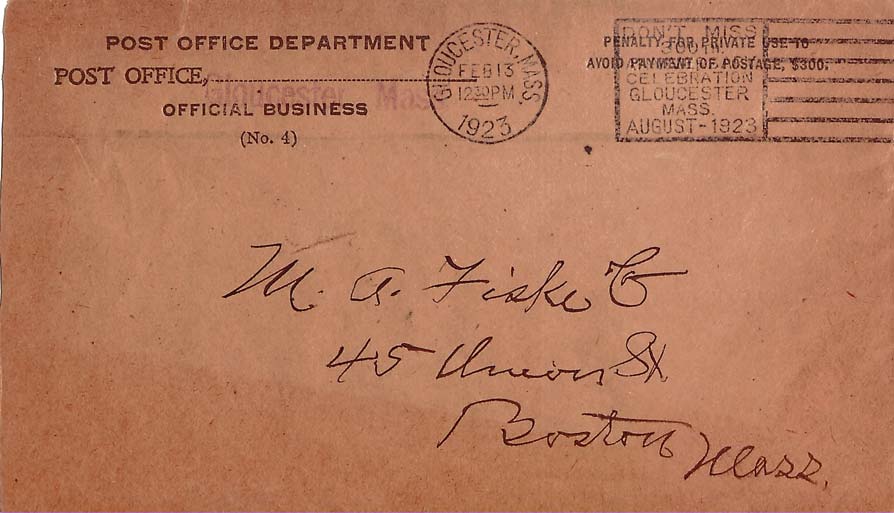 POST OFFICE DEPARTMENT
POST OFFICE,
Gloucester Mass
OFFICIAL BUSINESS
(No. 4)
GLOUCESTER, MASS.
FEB 13
12 30 PM
1923
DON'T MISS
300TH
CELEBRATION
GLOUCESTER
MASS.
AUGUST-1923
PENALTY FOR PRIVATE USE TO
AVOID PAYMENT OF POSTAGE, $300.
M. A. Fiske Co
45 Union St.
Boston Mass.